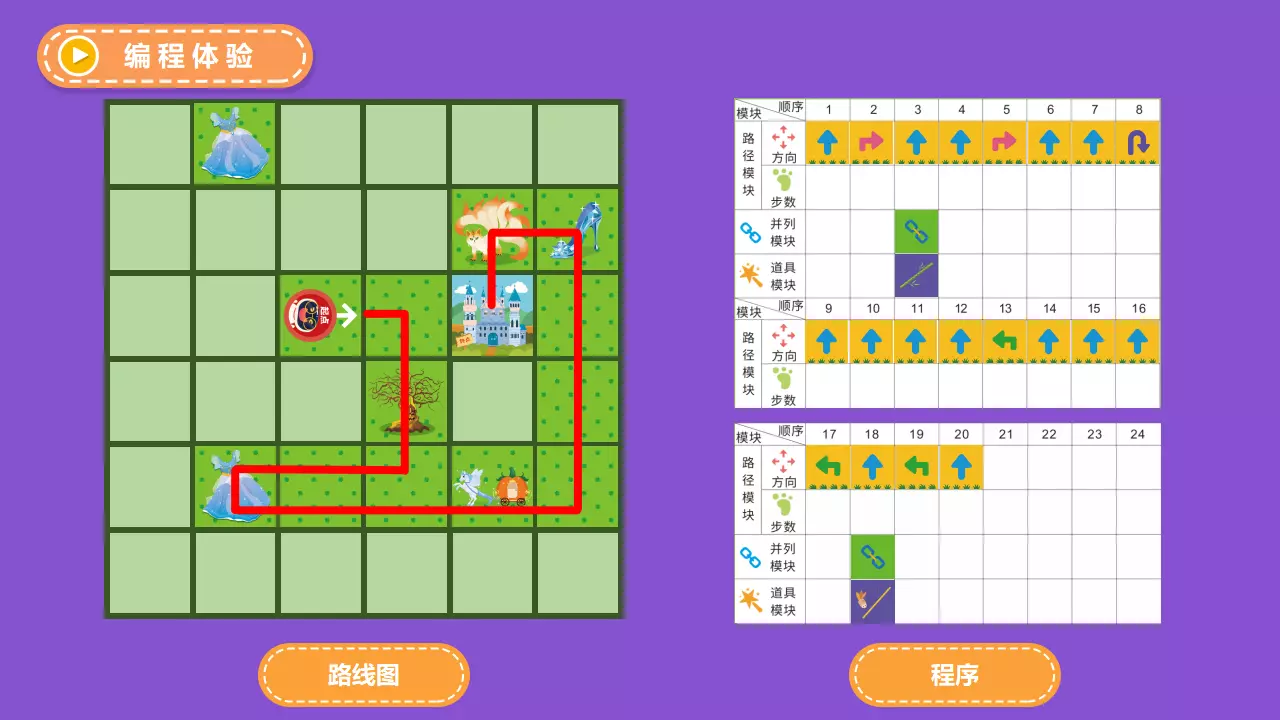 编程体验
起点
终点
路线图
顺序 1 2 3 4 5 6 7 8
模块
路径模块 方向
步数
并列模块
道具模块
顺序 9 10 11 12 13 14 15 16
模块
路径模块 方向
步数
顺序 17 18 19 20 21 22 23 24
模块
路径模块 方向
步数
并列模块
道具模块
程序